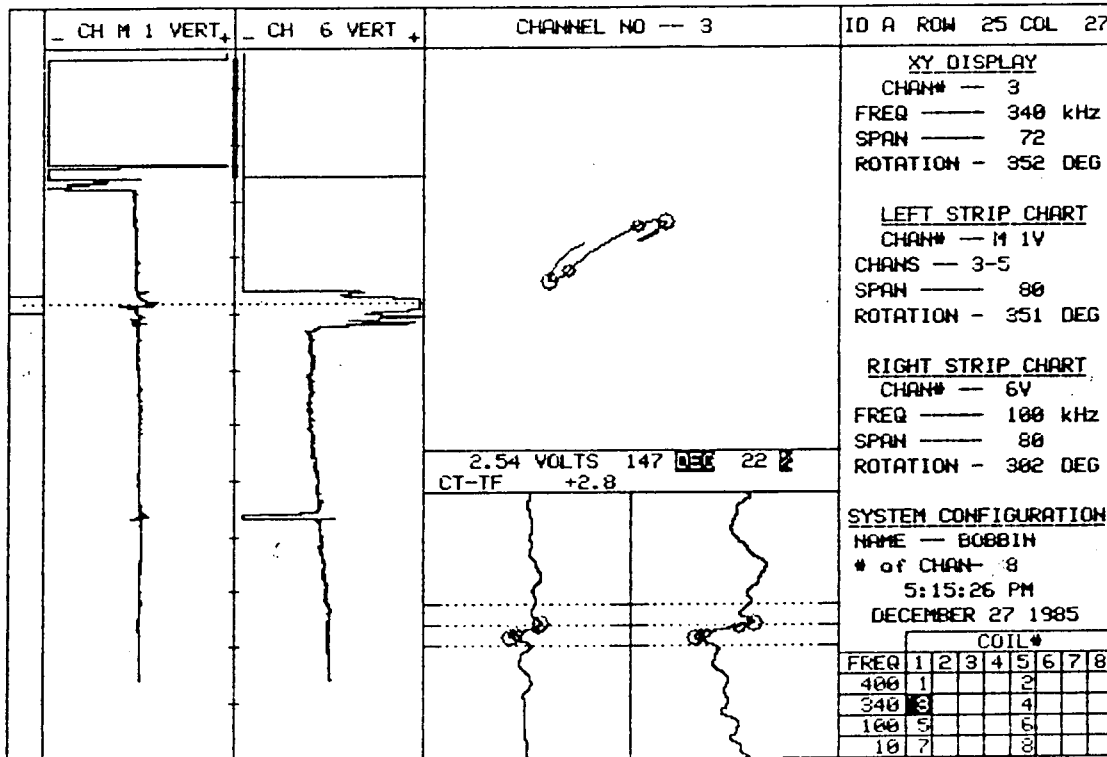 _ CH M 1 VERT +
_ CH 6 VERT +
CHANNEL NO -- 3
ID A ROW 25 COL 27
XY DISPLAY
CHAN# -- 3
FREQ ----- 340 kHz
SPAN ----- 72
ROTATION - 352 DEG
LEFT STRIP CHART
CHAN# -- M 1V
CHANS -- 3-5
SPAN ----- 80
ROTATION - 351 DEG
RIGHT STRIP CHART
CHAN# -- 6V
FREQ ----- 100 kHz
SPAN ----- 80
ROTATION - 302 DEG
2.54 VOLTS 147 DEG 22 %
CT-TF +2.8
SYSTEM CONFIGURATION
NAME -- BOBBIN
# of CHAN- 8
5:15:26 PM
DECEMBER 27 1985
COIL#
FREQ 1 2 3 4 5 6 7 8
400 1 2
340 3 4
100 5 6
10 7 8